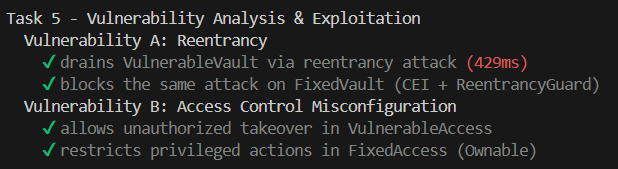 Task 5 - Vulnerability Analysis & Exploitation
Vulnerability A: Reentrancy
✓ drains VulnerableVault via reentrancy attack (429ms)
✓ blocks the same attack on FixedVault (CEI + ReentrancyGuard)
Vulnerability B: Access Control Misconfiguration
✓ allows unauthorized takeover in VulnerableAccess
✓ restricts privileged actions in FixedAccess (Ownable)